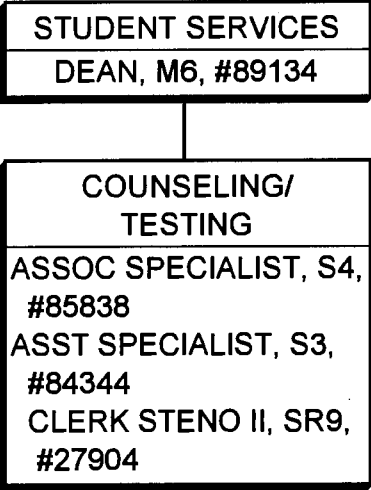 STUDENT SERVICES
DEAN, M6, #89134
COUNSELING/
TESTING
ASSOC SPECIALIST, S4,
#85838
ASST SPECIALIST, S3,
#84344
CLERK STENO II, SR9,
#27904